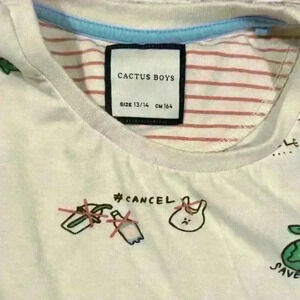 CACTUS BOYS
SIZE 13/14 CM 164
#CANCEL
SAVE